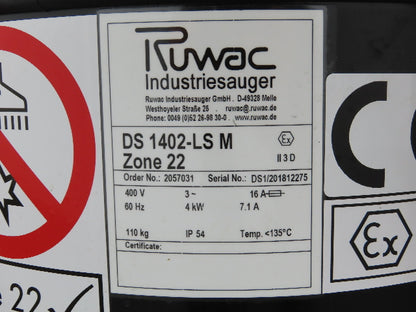 Ruwac
Industriesauger
Ruwac Industriesauger GmbH . D-49328 Melle
Westhoyeler Straße 25 ruwac@ruwac.de
Phone: 0049 (0)52 26-98 30-0 www.ruwac.de
DS 1402-LS M Ex
Zone 22 II 3 D
Order No.: 2057031 Serial No.: DS1/201812275
400 V 3~ 16 A
60 Hz 4 kW 7.1 A
110 kg IP 54 Temp. <135°C
Certificate:
CE
Ex
22